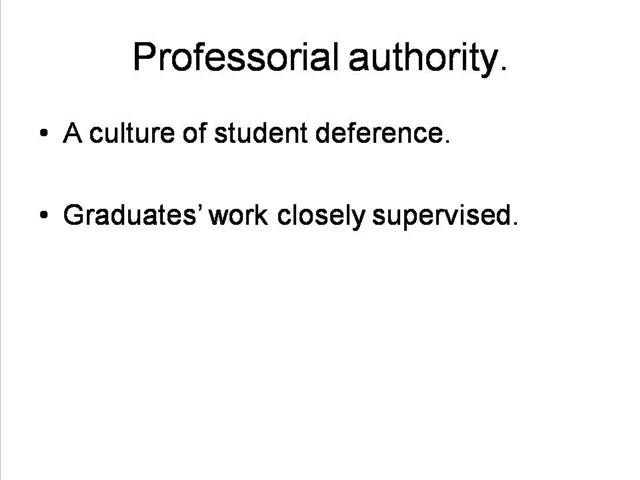 Professorial authority.
• A culture of student deference.
• Graduates’ work closely supervised.